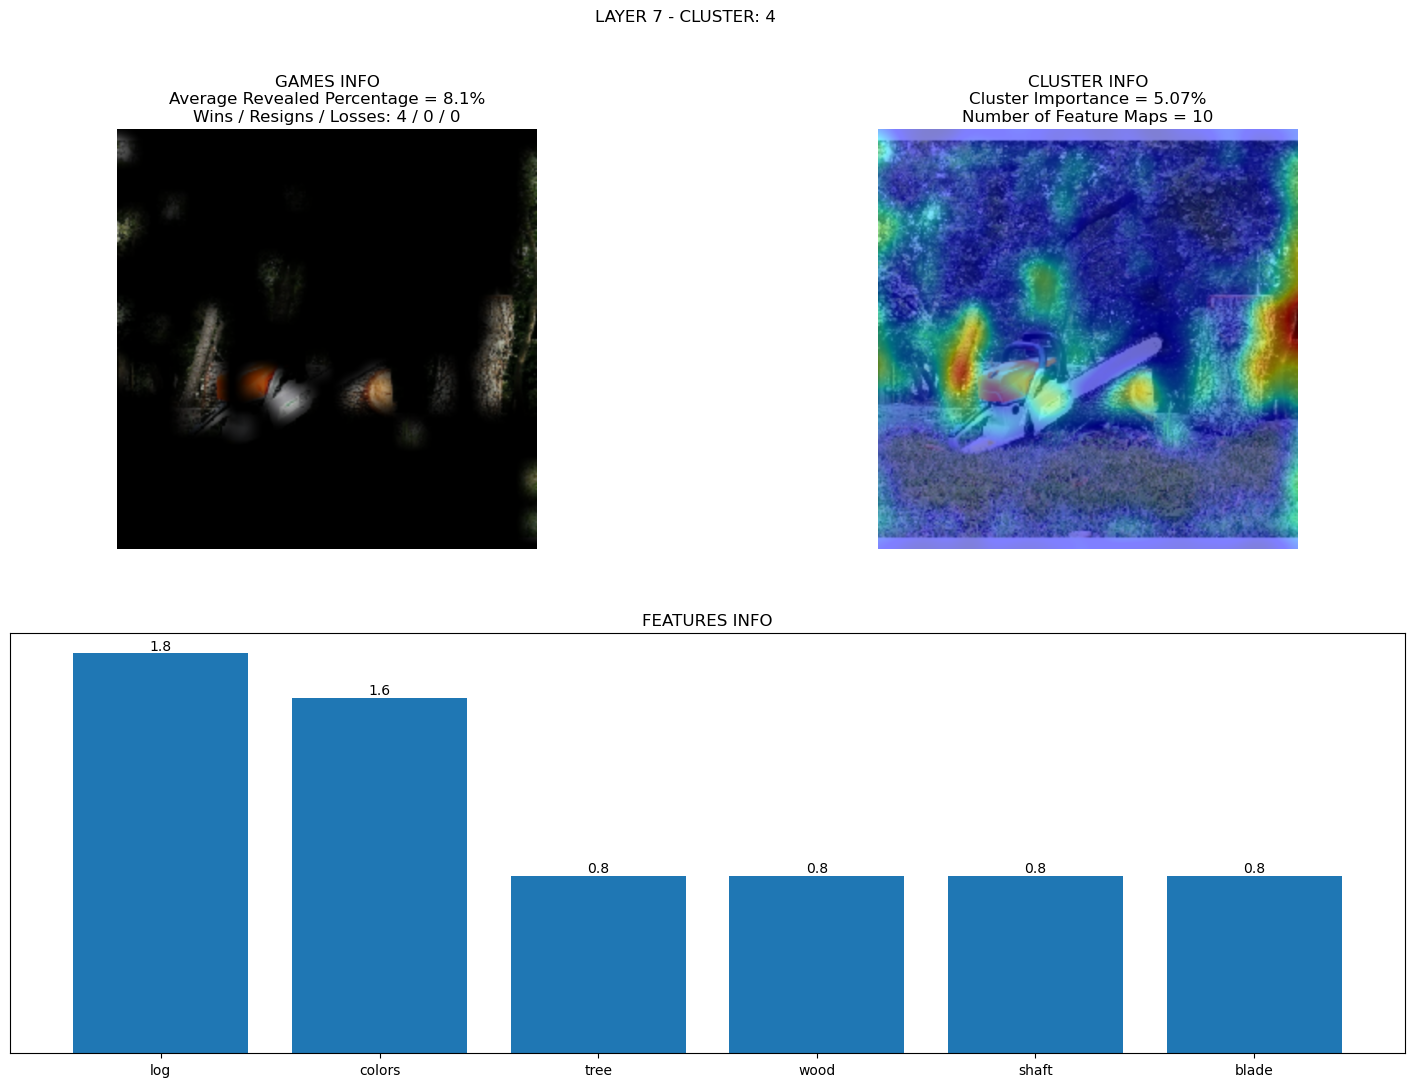 LAYER 7 - CLUSTER: 4
GAMES INFO
Average Revealed Percentage = 8.1%
Wins / Resigns / Losses: 4 / 0 / 0
CLUSTER INFO
Cluster Importance = 5.07%
Number of Feature Maps = 10
FEATURES INFO
1.8
1.6
0.8
0.8
0.8
0.8
log
colors
tree
wood
shaft
blade